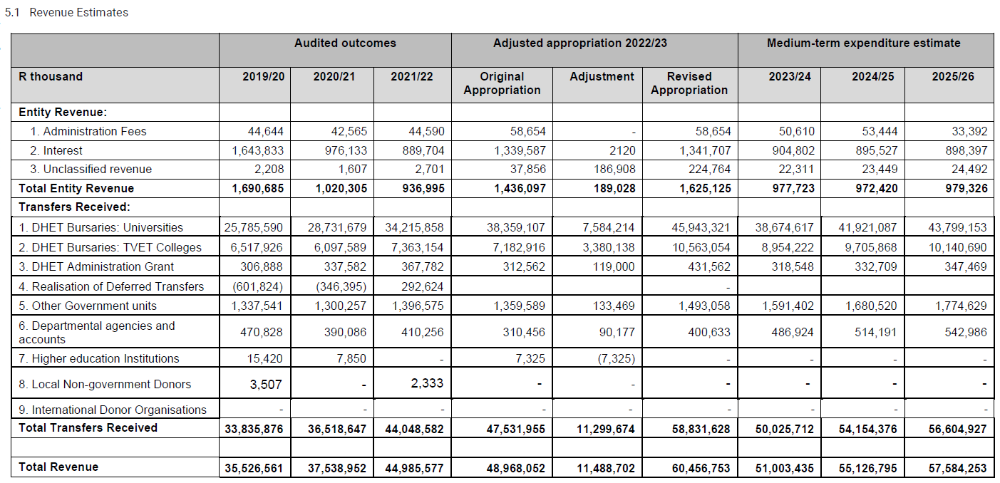 5.1 Revenue Estimates
Audited outcomes Adjusted appropriation 2022/23 Medium-term expenditure estimate
R thousand 2019/20 2020/21 2021/22 Original Adjustment Revised 2023/24 2024/25 2025/26
Appropriation Appropriation
Entity Revenue:
1. Administration Fees 44,644 42,565 44,590 58,654 - 58,654 50,610 53,444 33,392
2. Interest 1,643,833 976,133 889,704 1,339,587 2120 1,341,707 904,802 895,527 898,397
3. Unclassified revenue 2,208 1,607 2,701 37,856 186,908 224,764 22,311 23,449 24,492
Total Entity Revenue 1,690,685 1,020,305 936,995 1,436,097 189,028 1,625,125 977,723 972,420 979,326
Transfers Received:
1. DHET Bursaries: Universities 25,785,590 28,731,679 34,215,858 38,359,107 7,584,214 45,943,321 38,674,617 41,921,087 43,799,153
2. DHET Bursaries: TVET Colleges 6,517,926 6,097,589 7,363,154 7,182,916 3,380,138 10,563,054 8,954,222 9,705,868 10,140,690
3. DHET Administration Grant 306,888 337,582 367,782 312,562 119,000 431,562 318,548 332,709 347,469
4. Realisation of Deferred Transfers (601,824) (346,395) 292,624 -
5. Other Government units 1,337,541 1,300,257 1,396,575 1,359,589 133,469 1,493,058 1,591,402 1,680,520 1,774,629
6. Departmental agencies and
accounts 470,828 390,086 410,256 310,456 90,177 400,633 486,924 514,191 542,986
7. Higher education Institutions 15,420 7,850 - 7,325 (7,325) - - - -
8. Local Non-government Donors 3,507 - 2,333 - - - - - -
9. International Donor Organisations - - - - - - - - -
Total Transfers Received 33,835,876 36,518,647 44,048,582 47,531,955 11,299,674 58,831,628 50,025,712 54,154,376 56,604,927
Total Revenue 35,526,561 37,538,952 44,985,577 48,968,052 11,488,702 60,456,753 51,003,435 55,126,795 57,584,253